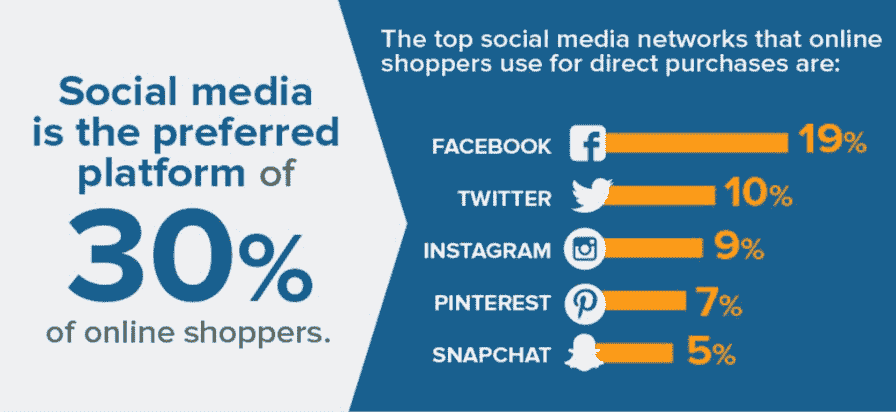 Social media
is the preferred
platform of
30%
of online shoppers.
The top social media networks that online
shoppers use for direct purchases are:
FACEBOOK 19%
TWITTER 10%
INSTAGRAM 9%
PINTEREST 7%
SNAPCHAT 5%